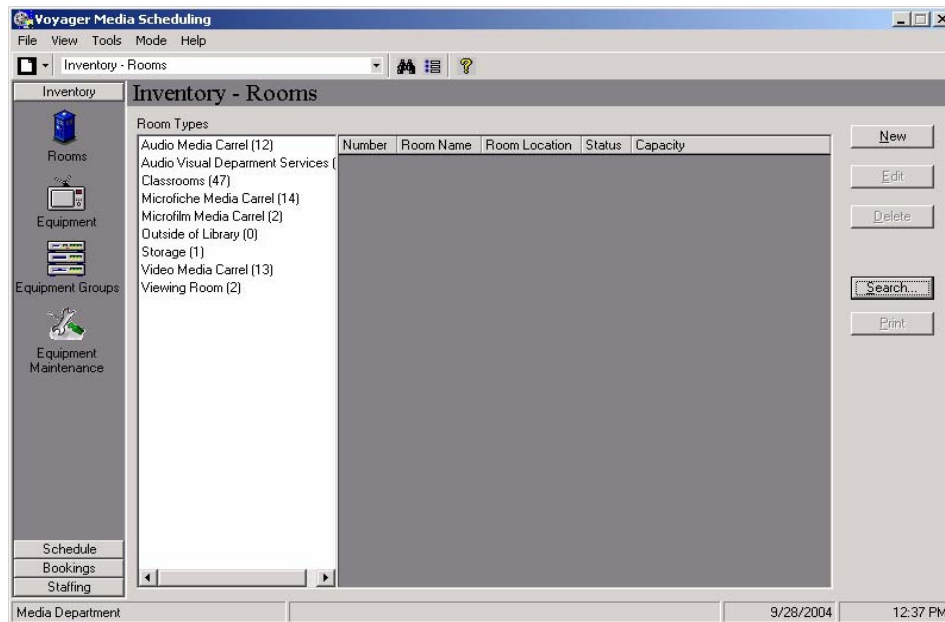 Voyager Media Scheduling
File View Tools Mode Help
Inventory - Rooms
Inventory
Rooms
Equipment
Equipment Groups
Equipment
Maintenance
Schedule
Bookings
Staffing
Inventory - Rooms
Room Types
Audio Media Carrel (12)
Audio Visual Deparment Services (
Classrooms (47)
Microfiche Media Carrel (14)
Microfilm Media Carrel (2)
Outside of Library (0)
Storage (1)
Video Media Carrel (13)
Viewing Room (2)
Number Room Name Room Location Status Capacity
New
Edit
Delete
Search...
Print
Media Department 9/28/2004 12:37 PM